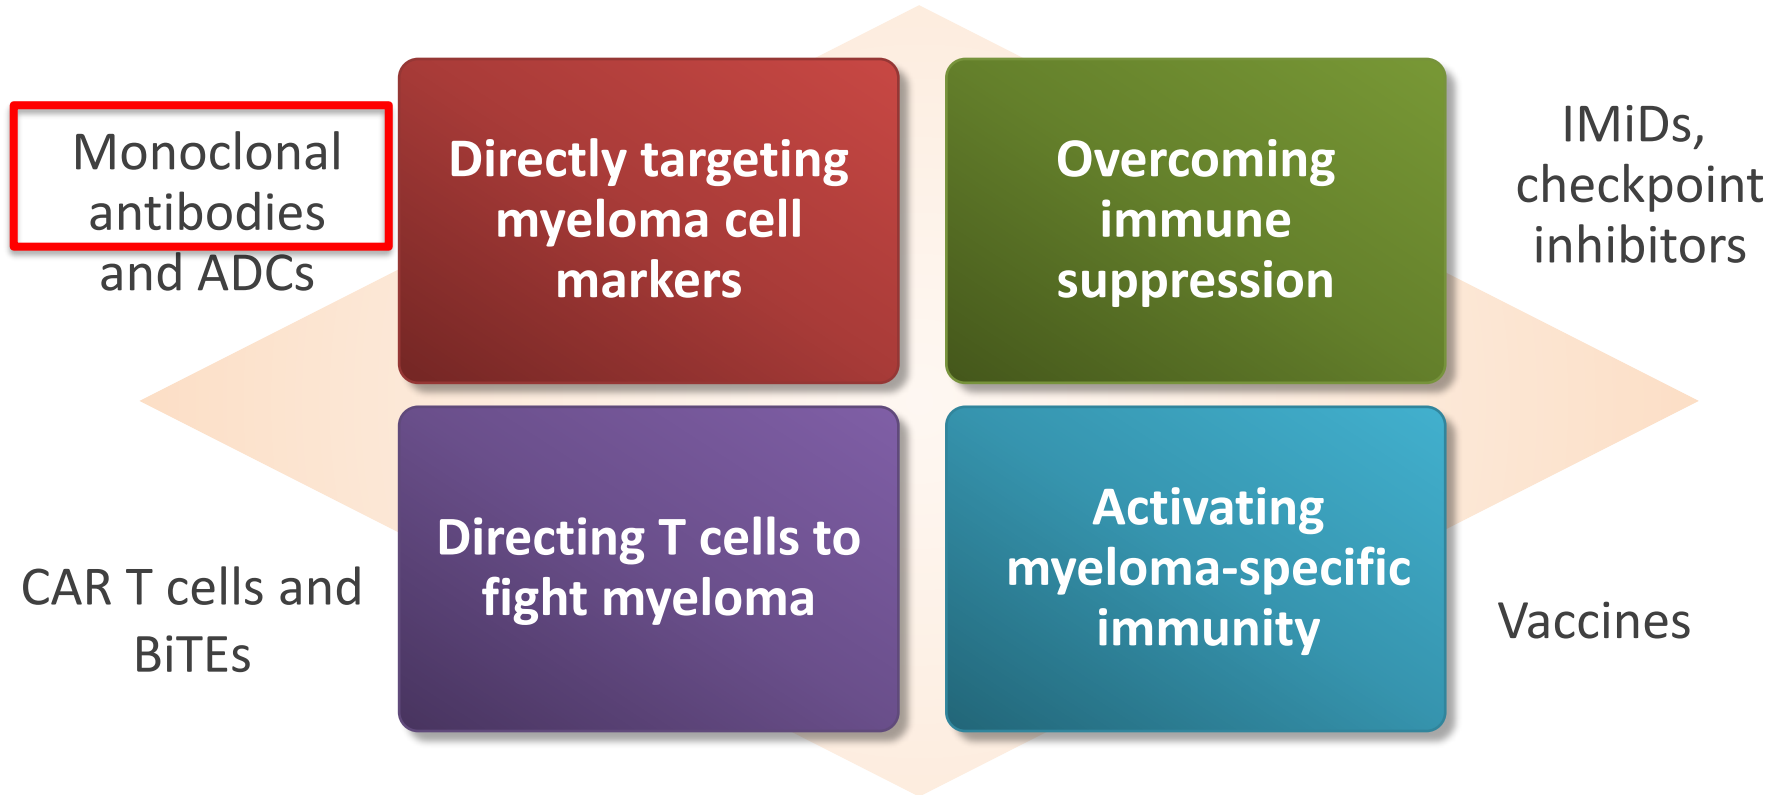 Monoclonal
antibodies
and ADCs
Directly targeting
myeloma cell
markers
Overcoming
immune
suppression
IMiDs,
checkpoint
inhibitors
CAR T cells and
BiTEs
Directing T cells to
fight myeloma
Activating
myeloma-specific
immunity
Vaccines